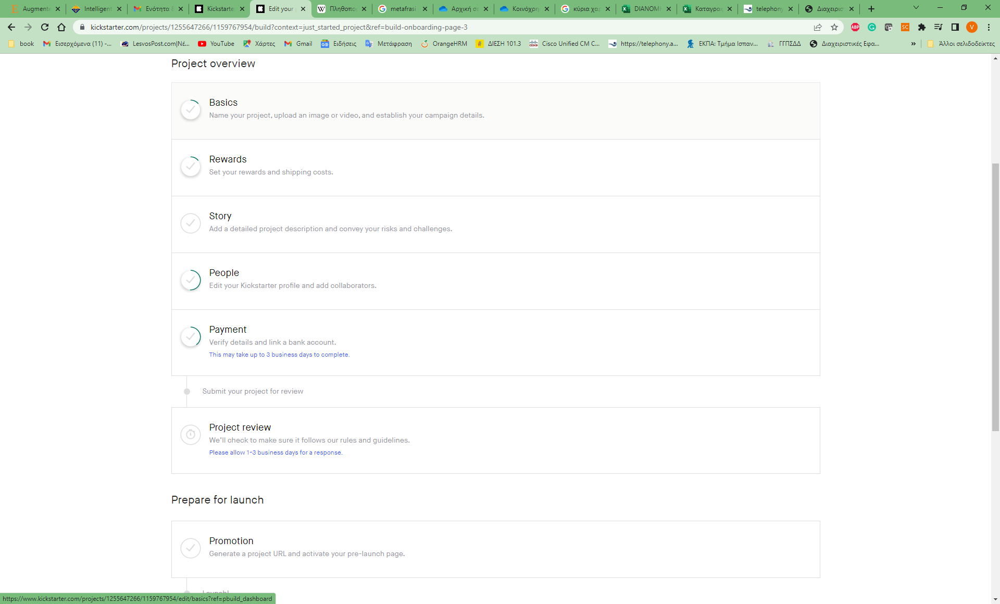 Augmente
Intelligent
Ενότητα &
Kickstarte
Edit your
Πληθοπο
metafrasi
Αρχική σε
Κοινόχρη
κύρια χαρ
DIANOMH
Καταγραφ
telephony
Διαχειρισ
kickstarter.com/projects/1255647266/1159767954/build?context=just_started_project&ref=build-onboarding-page-3
book
Εισερχόμενα (11) -...
LesvosPost.com|Νέ...
YouTube
Χάρτες
Gmail
Ειδήσεις
Μετάφραση
OrangeHRM
ΔΙΕΣΗ 101.3
Cisco Unified CM C...
https://telephony.a...
ΕΚΠΑ: Τμήμα Ισπαν...
ΓΓΠΣΔΔ
Διαχειριστικές Εφα...
»
Άλλοι σελιδοδείκτες
Project overview
Basics
Name your project, upload an image or video, and establish your campaign details.
Rewards
Set your rewards and shipping costs.
Story
Add a detailed project description and convey your risks and challenges.
People
Edit your Kickstarter profile and add collaborators.
Payment
Verify details and link a bank account.
This may take up to 3 business days to complete.
Submit your project for review
Project review
We'll check to make sure it follows our rules and guidelines.
Please allow 1-3 business days for a response.
Prepare for launch
Promotion
Generate a project URL and activate your pre-launch page.
Launch!
https://www.kickstarter.com/projects/1255647266/1159767954/edit/basics?ref=pbuild_dashboard